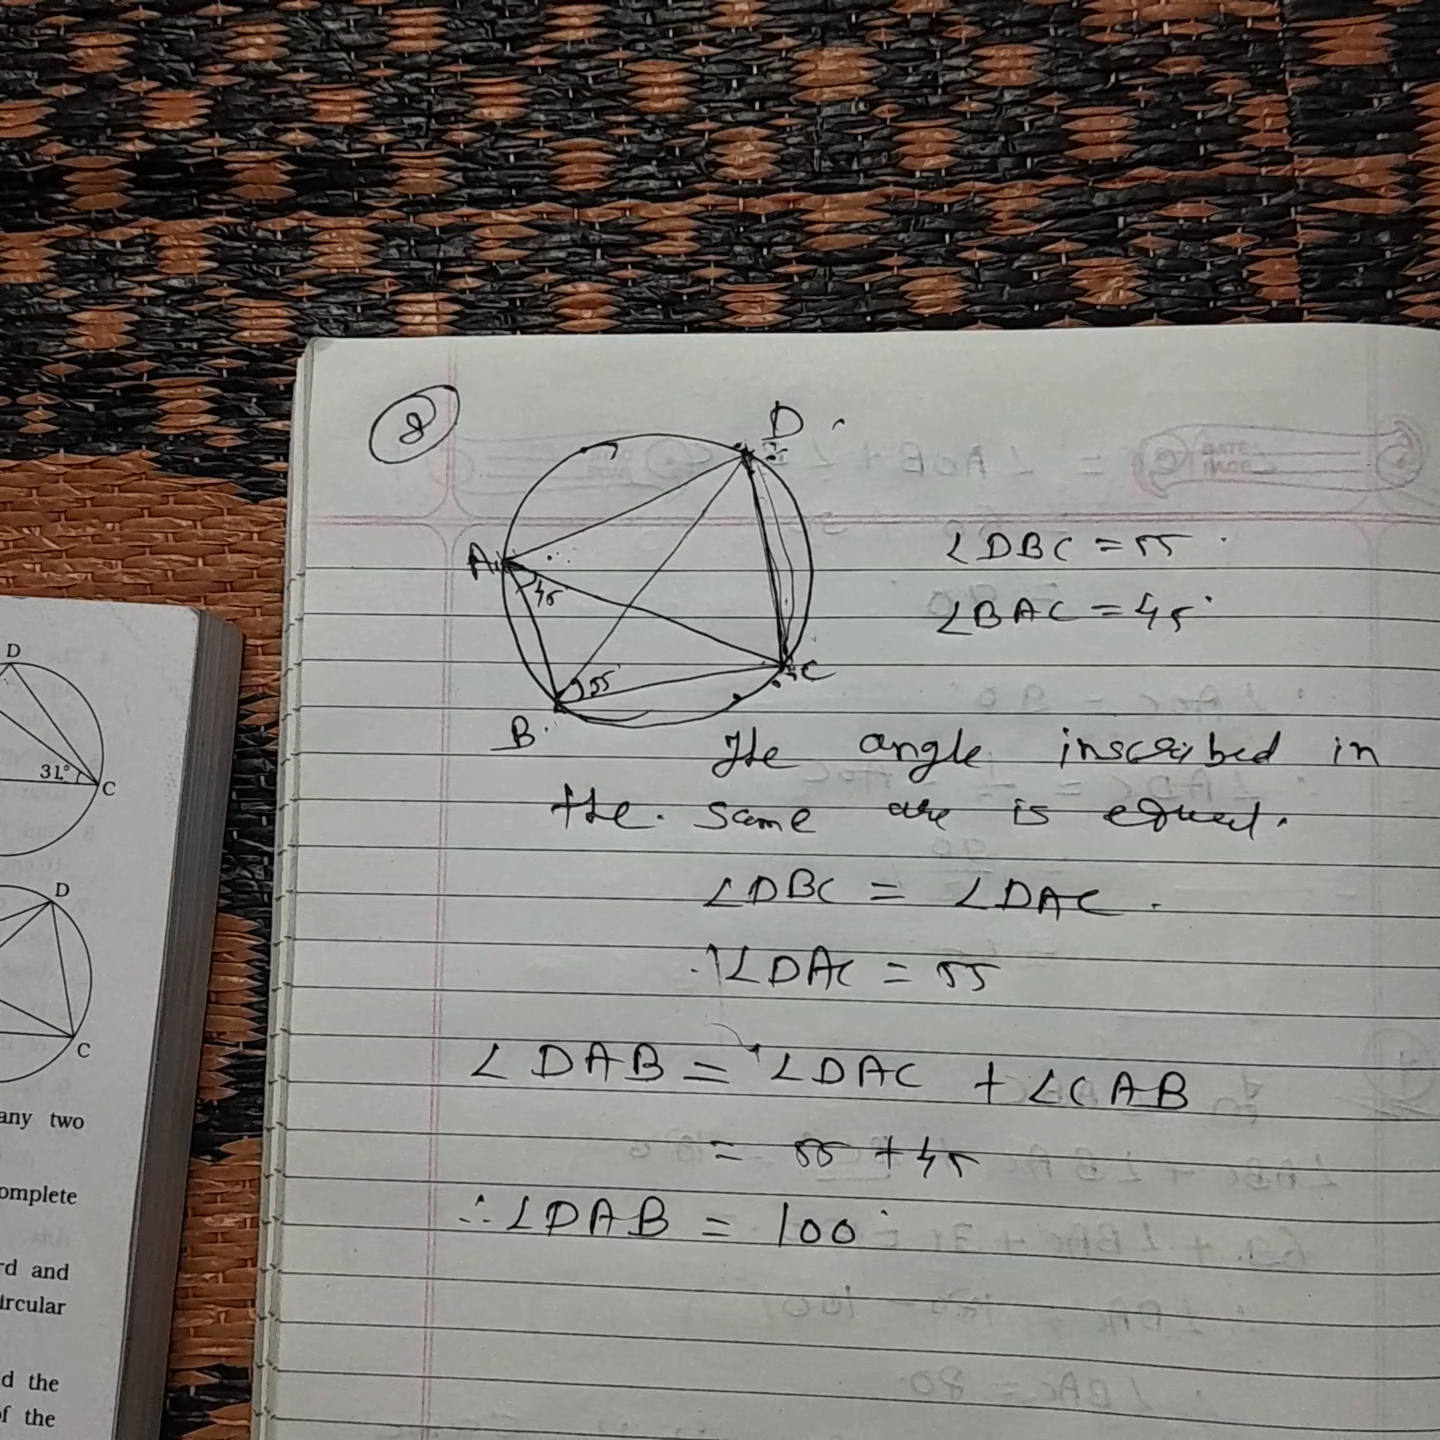 8
D
A
45
55
B
C
∠DBC = 55
∠BAC = 45°
The angle inscribed in
the same are is equal.
∠DBC = ∠DAC.
∠DAC = 55
∠DAB = ∠DAC + ∠CAB
= 55 + 45
∴ ∠DAB = 100°
D
31°
C
D
C
any two
omplete
rd and
ircular
d the
of the